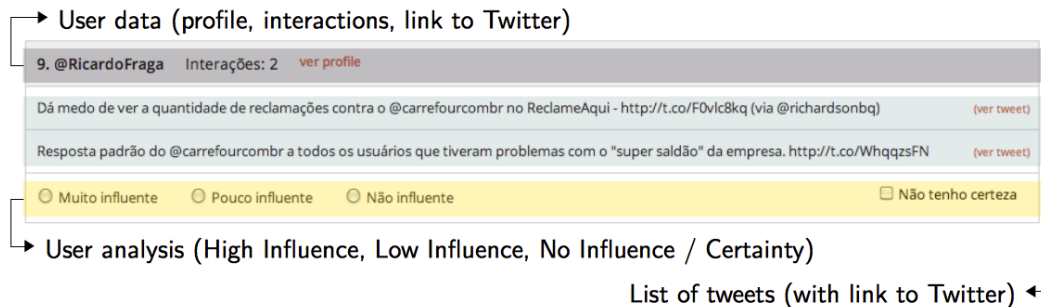 User data (profile, interactions, link to Twitter)
9. @RicardoFraga Interações: 2 ver profile
Dá medo de ver a quantidade de reclamações contra o @carrefourcombr no ReclameAqui - http://t.co/F0vlc8kq (via @richardsonbq) (ver tweet)
Resposta padrão do @carrefourcombr a todos os usuários que tiveram problemas com o "super saldão" da empresa. http://t.co/WhqqzsFN (ver tweet)
Muito influente Pouco influente Não influente Não tenho certeza
User analysis (High Influence, Low Influence, No Influence / Certainty)
List of tweets (with link to Twitter)